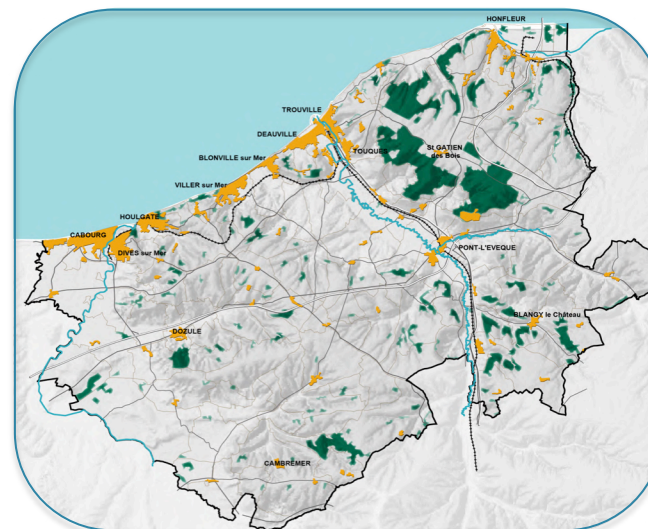 HONFLEUR
TROUVILLE
DEAUVILLE
TOUQUES
St GATIEN
des Bois
BLONVILLE sur Mer
VILLER sur Mer
HOULGATE
CABOURG
DIVES sur Mer
PONT-L'EVEQUE
BLANGY le Château
DOZULE
CAMBREMER